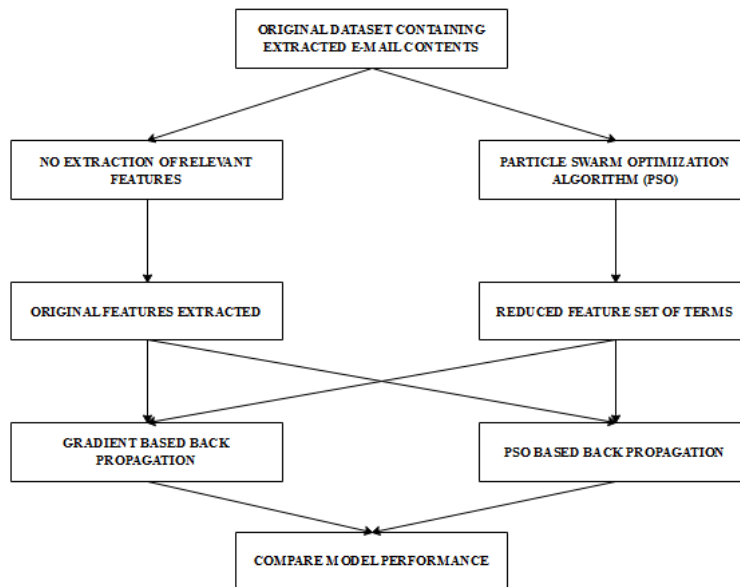 ORIGINAL DATASET CONTAINING
EXTRACTED E-MAIL CONTENTS
NO EXTRACTION OF RELEVANT
FEATURES
PARTICLE SWARM OPTIMIZATION
ALGORITHM (PSO)
ORIGINAL FEATURES EXTRACTED
REDUCED FEATURE SET OF TERMS
GRADIENT BASED BACK
PROPAGATION
PSO BASED BACK PROPAGATION
COMPARE MODEL PERFORMANCE